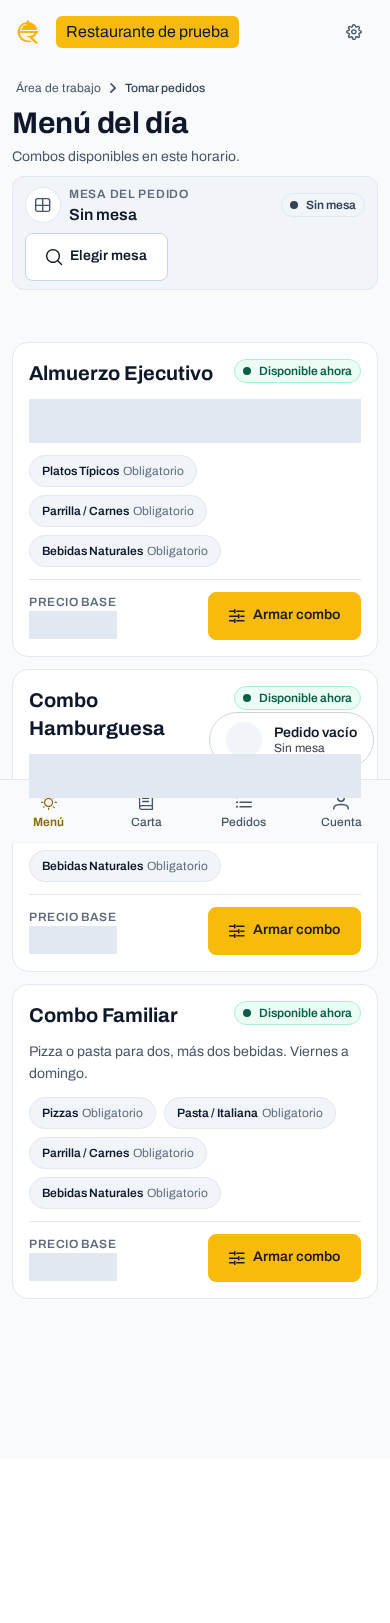 Restaurante de prueba
Área de trabajo > Tomar pedidos
Menú del día
Combos disponibles en este horario.
MESA DEL PEDIDO
Sin mesa
Sin mesa
Elegir mesa
Almuerzo Ejecutivo
Disponible ahora
Platos Típicos Obligatorio
Parrilla / Carnes Obligatorio
Bebidas Naturales Obligatorio
PRECIO BASE
Armar combo
Combo Hamburguesa
Disponible ahora
Pedido vacío
Sin mesa
Menú
Carta
Pedidos
Cuenta
Bebidas Naturales Obligatorio
PRECIO BASE
Armar combo
Combo Familiar
Disponible ahora
Pizza o pasta para dos, más dos bebidas. Viernes a
domingo.
Pizzas Obligatorio
Pasta / Italiana Obligatorio
Parrilla / Carnes Obligatorio
Bebidas Naturales Obligatorio
PRECIO BASE
Armar combo